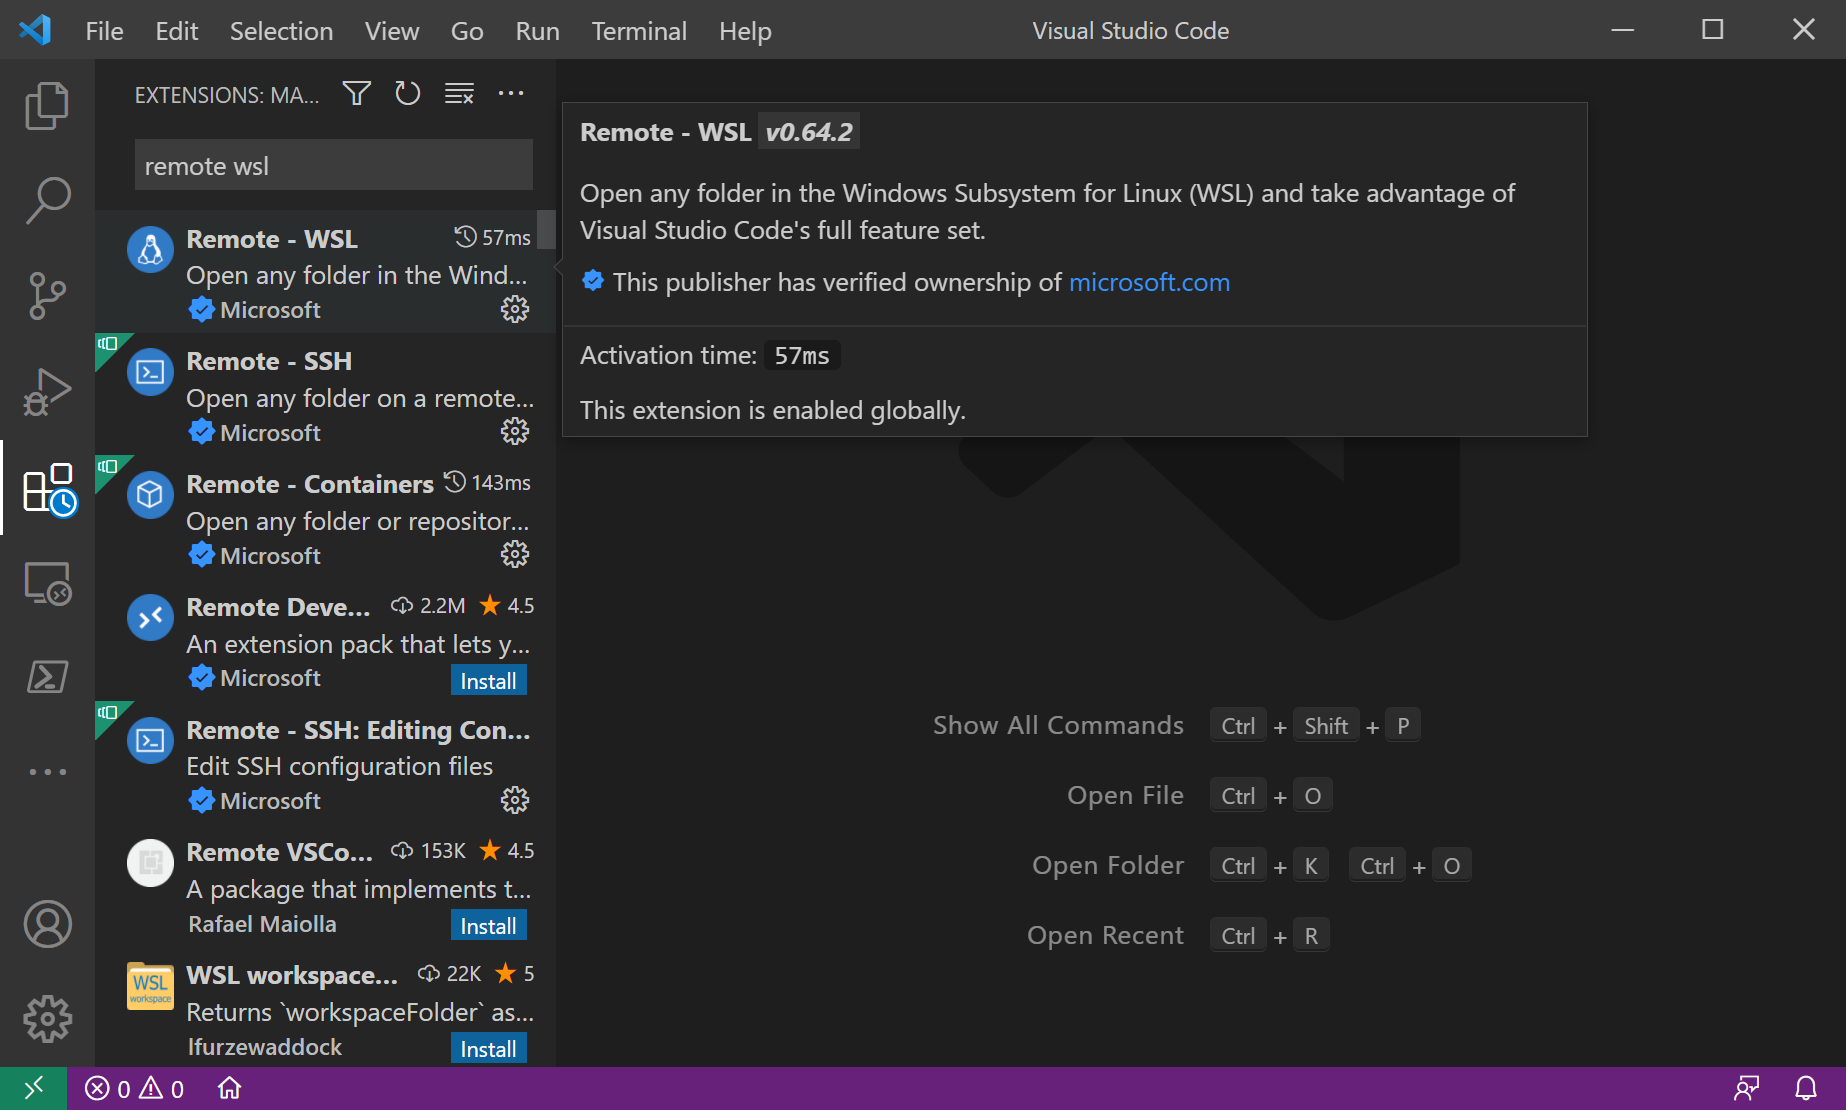 File Edit Selection View Go Run Terminal Help
Visual Studio Code
EXTENSIONS: MA...
remote wsl
Remote - WSL 57ms
Open any folder in the Wind...
Microsoft
Remote - SSH
Open any folder on a remote...
Microsoft
Remote - Containers 143ms
Open any folder or repositor...
Microsoft
Remote Deve... 2.2M 4.5
An extension pack that lets y...
Microsoft Install
Remote - SSH: Editing Con...
Edit SSH configuration files
Microsoft
Remote VSCo... 153K 4.5
A package that implements t...
Rafael Maiolla Install
WSL workspace
WSL workspace... 22K 5
Returns `workspaceFolder` as...
lfurzewaddock Install
Remote - WSL v0.64.2
Open any folder in the Windows Subsystem for Linux (WSL) and take advantage of
Visual Studio Code's full feature set.
This publisher has verified ownership of microsoft.com
Activation time: 57ms
This extension is enabled globally.
Show All Commands Ctrl + Shift + P
Open File Ctrl + O
Open Folder Ctrl + K Ctrl + O
Open Recent Ctrl + R
0 0